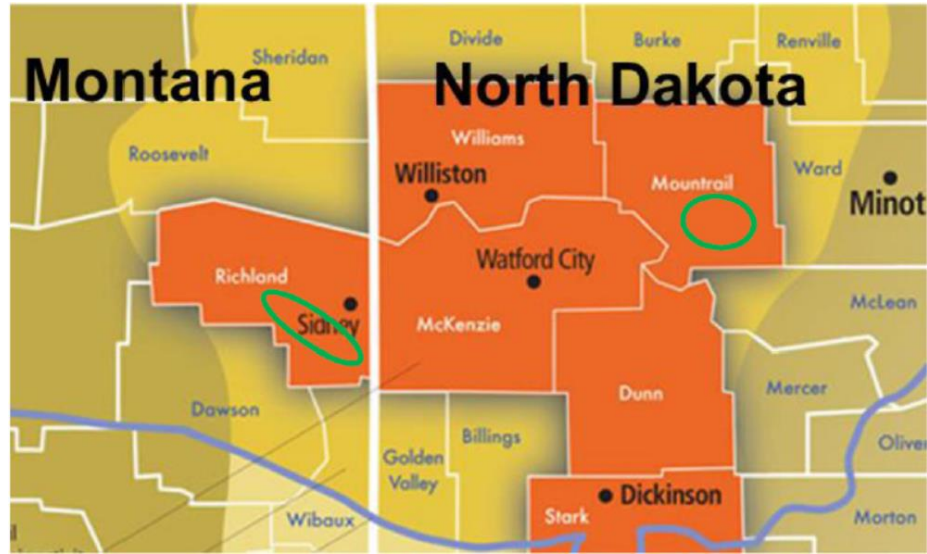 Montana
North Dakota
Sheridan
Divide
Burke
Renville
Roosevelt
Williams
Williston
Mountrail
Ward
Minot
Richland
Sidney
Watford City
McKenzie
McLean
Dawson
Dunn
Mercer
Golden
Valley
Billings
Oliver
Wibaux
Stark
Dickinson
Morton